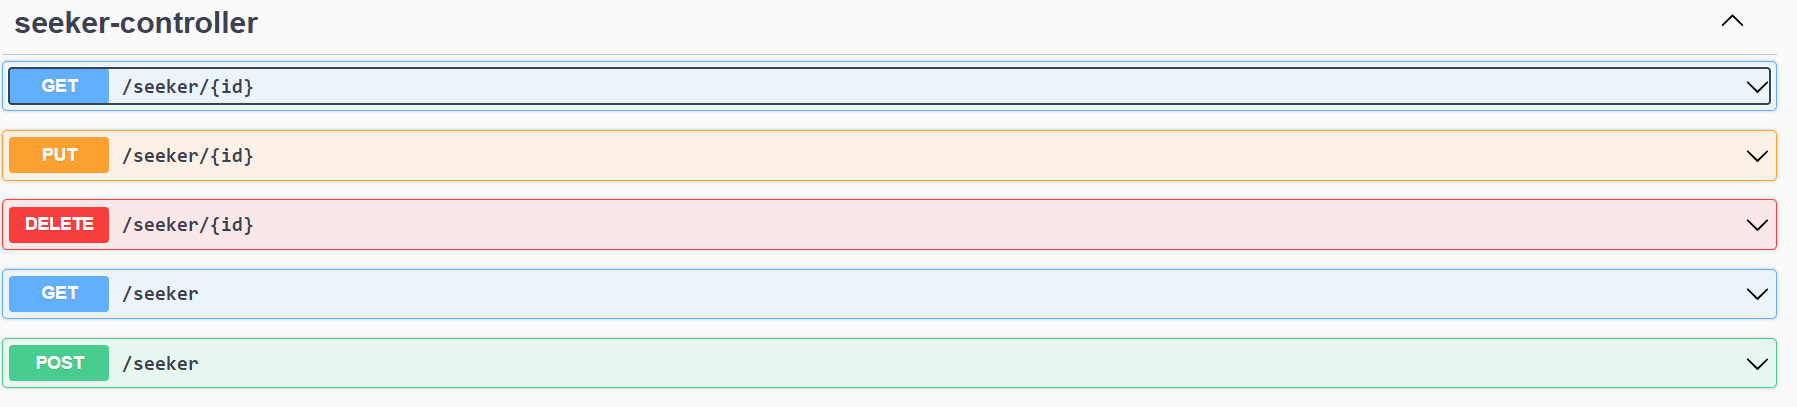 seeker-controller
GET /seeker/{id}
PUT /seeker/{id}
DELETE /seeker/{id}
GET /seeker
POST /seeker